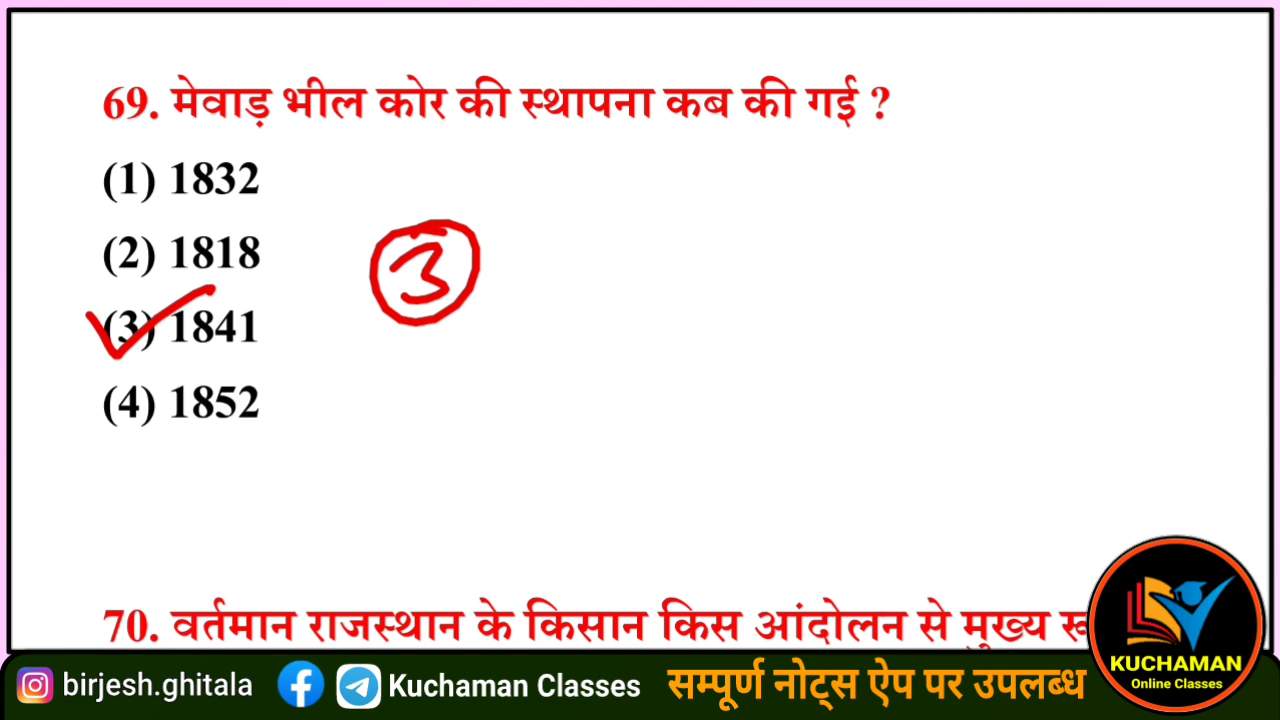 69. मेवाड़ भील कोर की स्थापना कब की गई ?
(1) 1832
(2) 1818
3
(3) 1841
(4) 1852
70. वर्तमान राजस्थान के किसान किस आंदोलन से मुख्य
KUCHAMAN
Online Classes
birjesh.ghitala
Kuchaman Classes
सम्पूर्ण नोट्स ऐप पर उपलब्ध